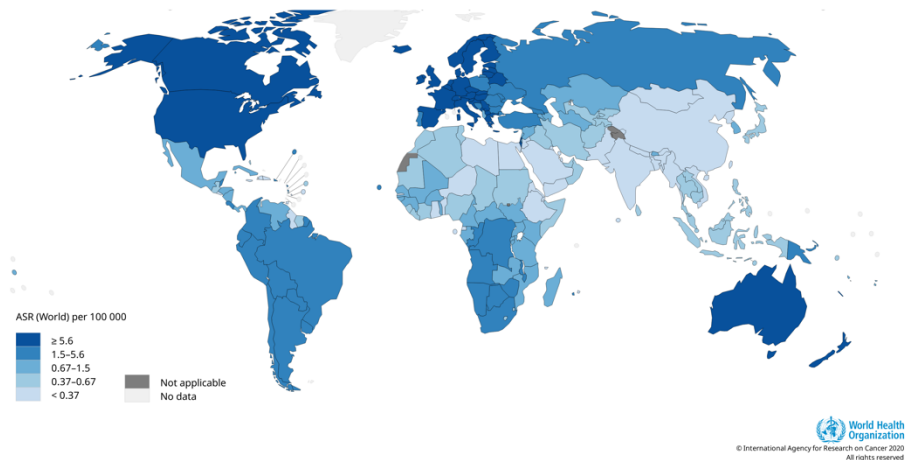 ASR (World) per 100 000
≥ 5.6
1.5–5.6
0.67–1.5
0.37–0.67
< 0.37
Not applicable
No data
World Health
Organization
© International Agency for Research on Cancer 2020
All rights reserved